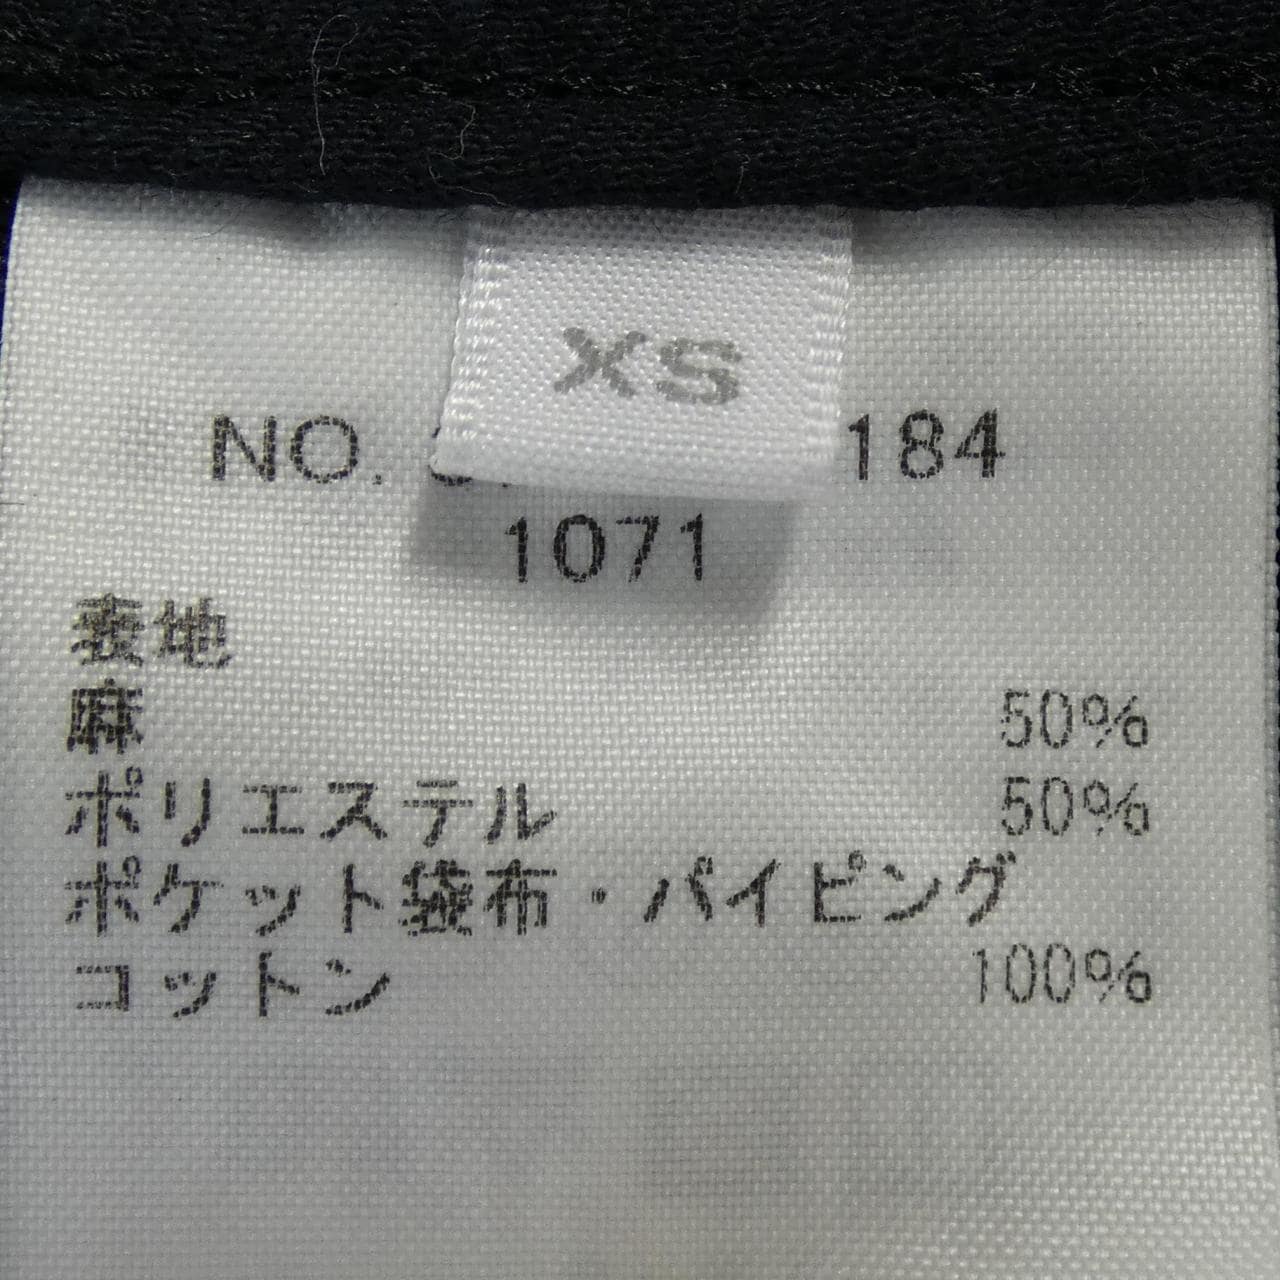 XS
NO. 184
1071
表地
麻 50%
ポリエステル 50%
ポケット袋布・パイピング
コットン 100%